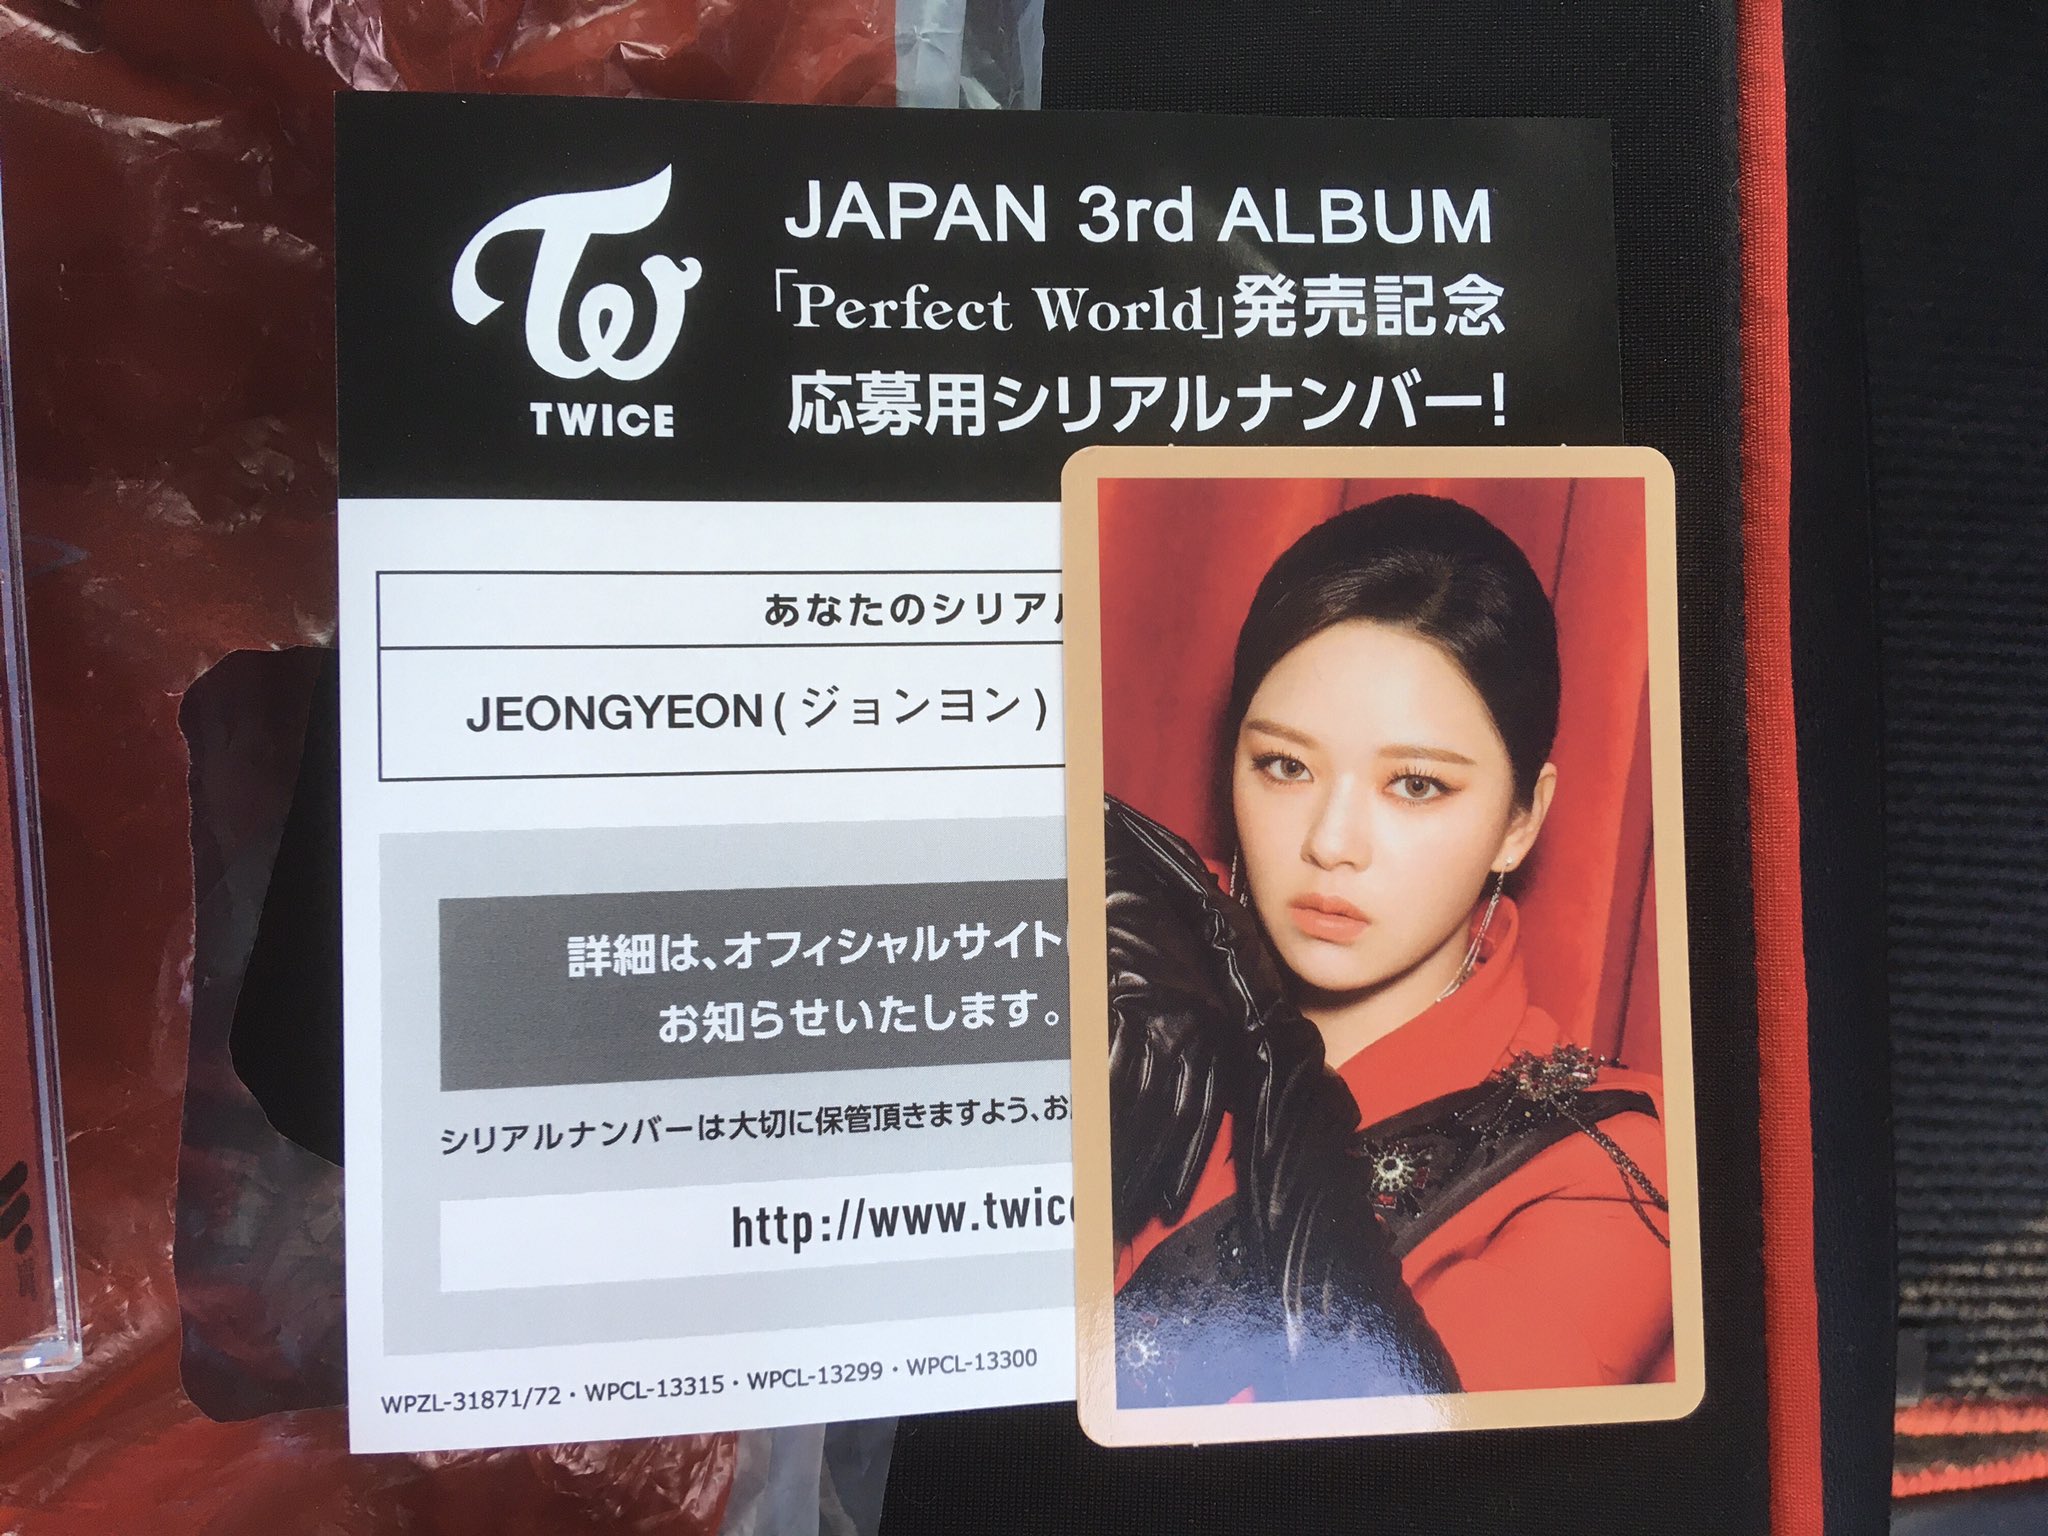 TWICE
JAPAN 3rd ALBUM
「Perfect World」発売記念
応募用シリアルナンバー!
あなたのシリアル
JEONGYEON(ジョンヨン)
詳細は、オフィシャルサイト
お知らせいたします。
シリアルナンバーは大切に保管頂きますよう、お
http://www.twice
WPZL-31871/72・WPCL-13315・WPCL-13299・WPCL-13300